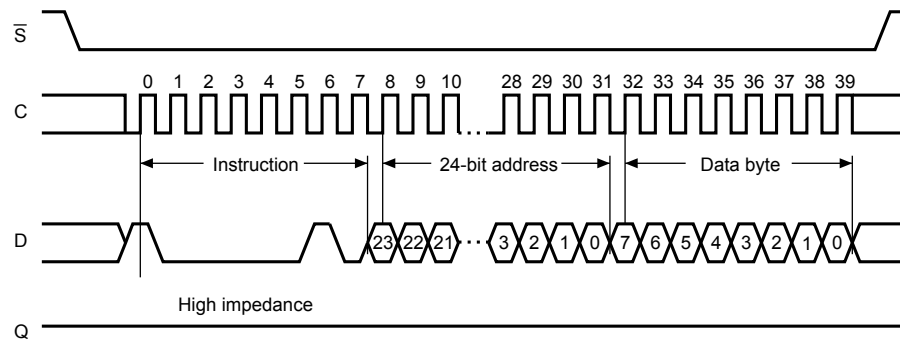 S̅
0 1 2 3 4 5 6 7 8 9 10 28 29 30 31 32 33 34 35 36 37 38 39
C
Instruction 24-bit address Data byte
D 23 22 21 3 2 1 0 7 6 5 4 3 2 1 0
High impedance
Q